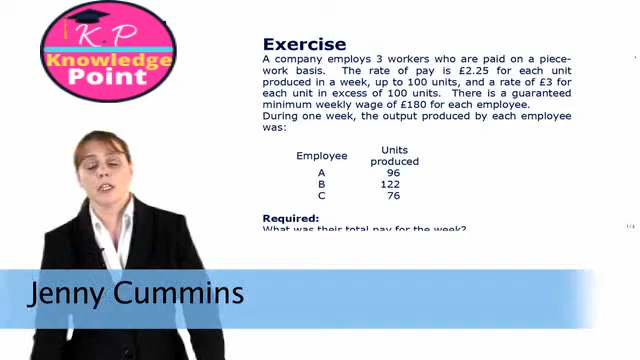 K.P
Knowledge
Point
Exercise
A company employs 3 workers who are paid on a piece-
work basis. The rate of pay is £2.25 for each unit
produced in a week, up to 100 units, and a rate of £3 for
each unit in excess of 100 units. There is a guaranteed
minimum weekly wage of £180 for each employee.
During one week, the output produced by each employee
was:
Employee Units
produced
A 96
B 122
C 76
Required:
What was their total pay for the week?
Jenny Cummins